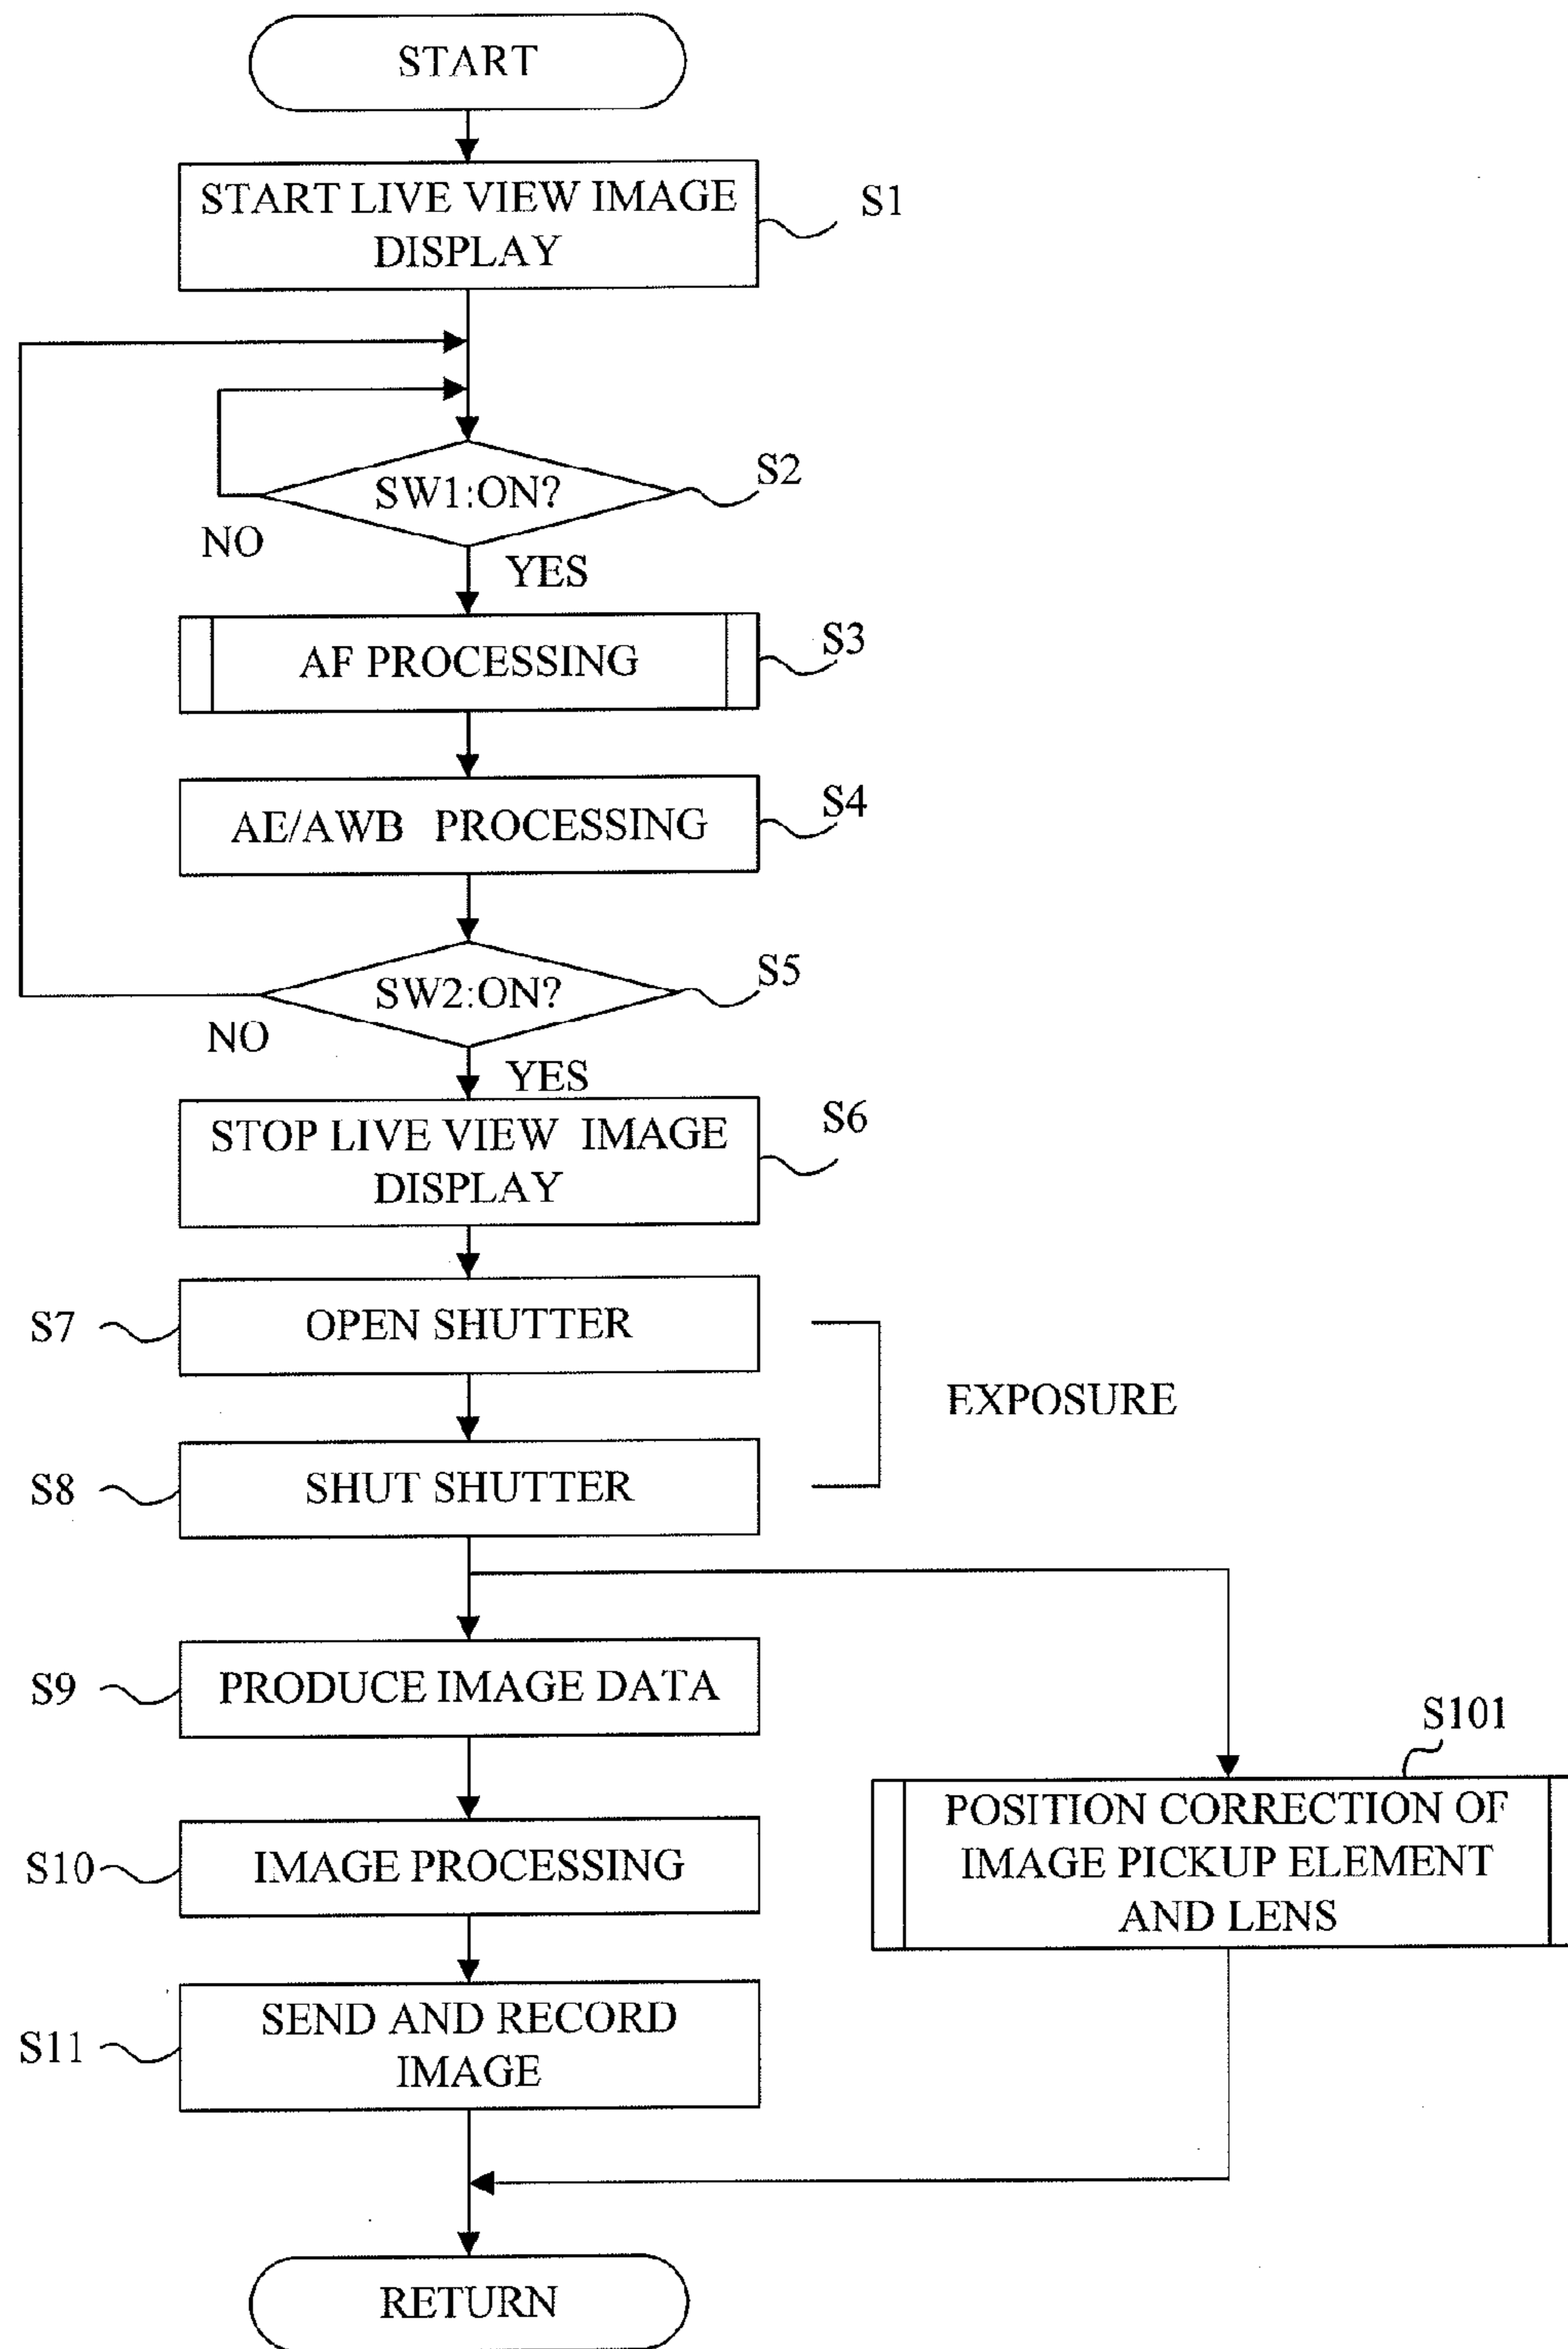 START
START LIVE VIEW IMAGE
DISPLAY
S1
SW1:ON?
S2
NO
YES
AF PROCESSING
S3
AE/AWB PROCESSING
S4
SW2:ON?
S5
NO
YES
STOP LIVE VIEW IMAGE
DISPLAY
S6
S7
OPEN SHUTTER
EXPOSURE
S8
SHUT SHUTTER
S9
PRODUCE IMAGE DATA
S101
POSITION CORRECTION OF
IMAGE PICKUP ELEMENT
AND LENS
S10
IMAGE PROCESSING
S11
SEND AND RECORD
IMAGE
RETURN